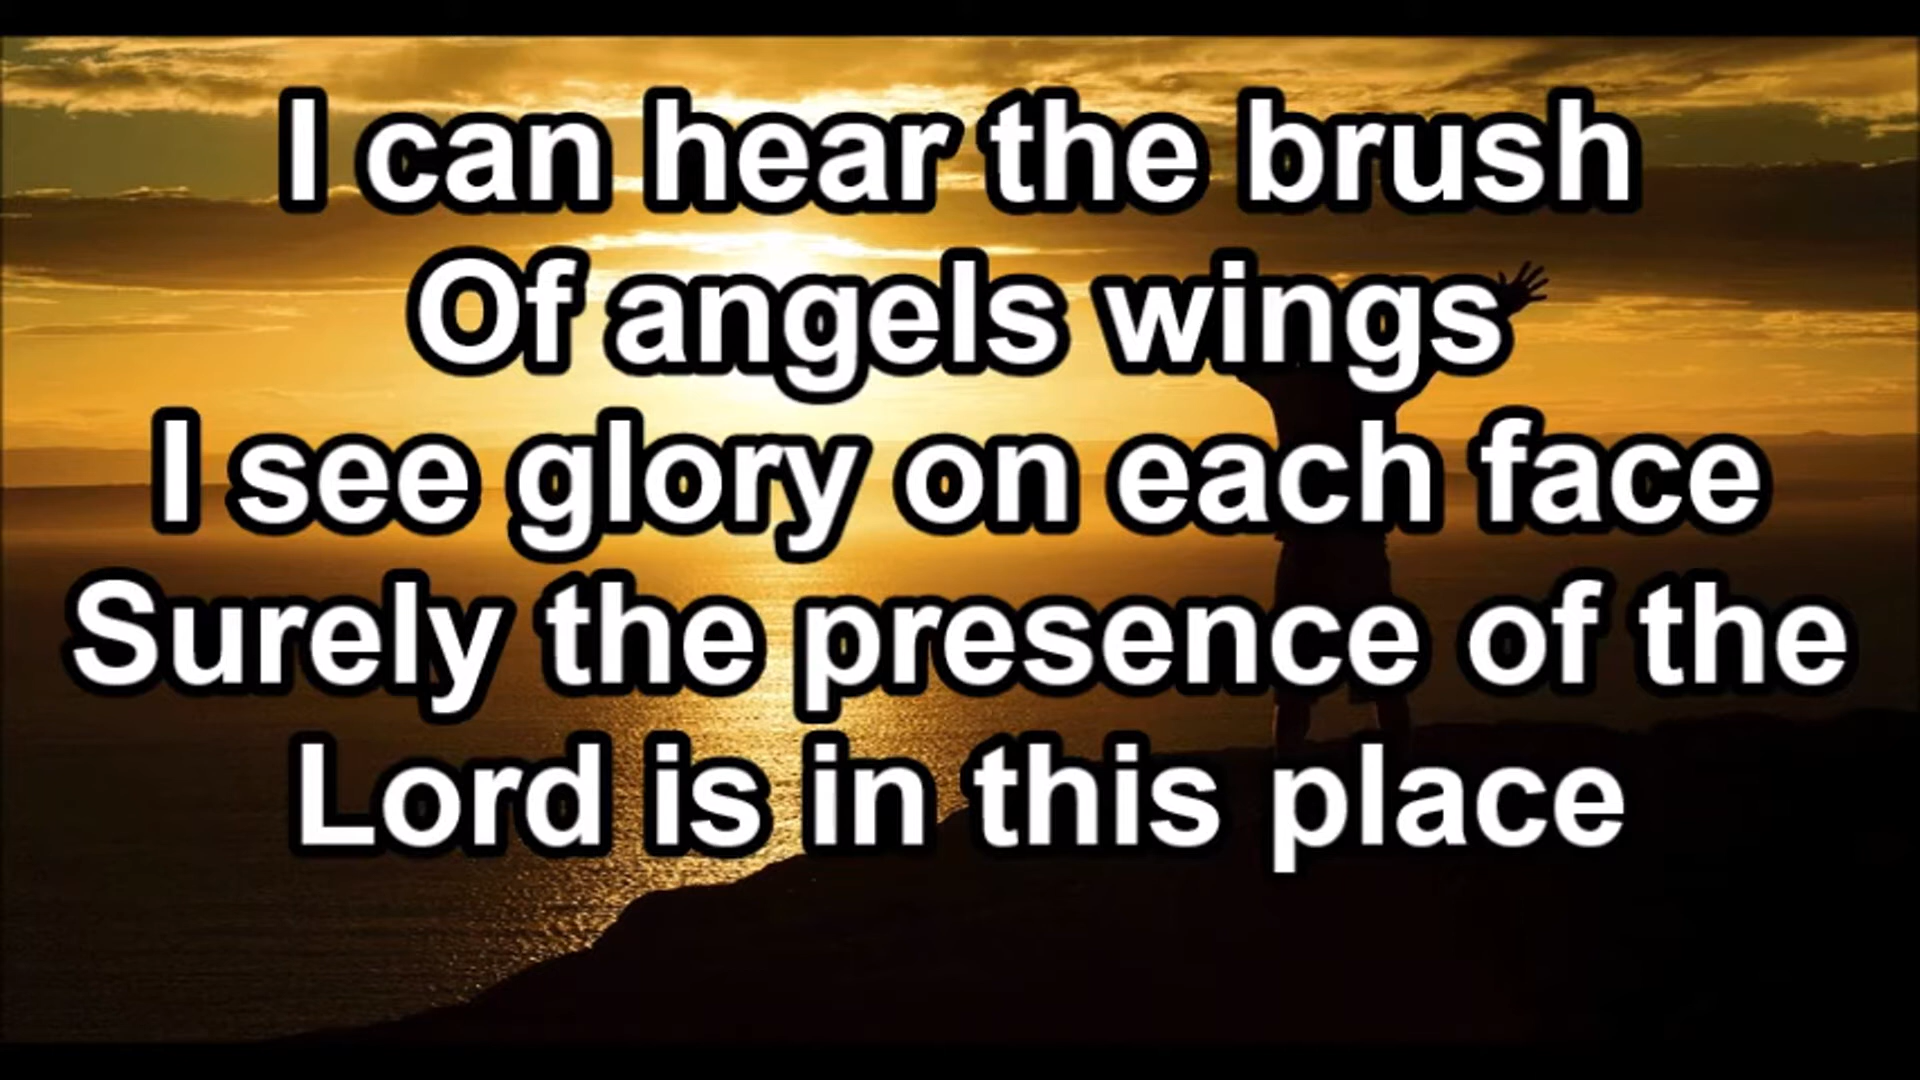 I can hear the brush
Of angels wings
I see glory on each face
Surely the presence of the
Lord is in this place